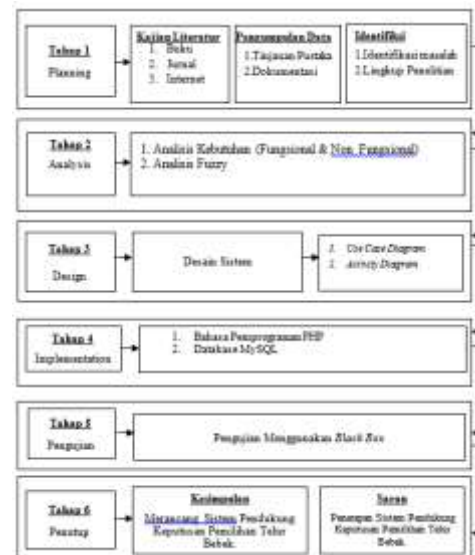 Tahap 1
Planning
Kajian Literatur
1. Buku
2. Jurnal
3. Internet
Pengumpulan Data
1.Tinjauan Pustaka
2.Dokumentasi
Identifiksi
1.Identifikasi masalah
2.Lingkup Penelitian
Tahap 2
Analysis
1. Analisis Kebutuhan (Fungsional & Non Fungsional)
2. Analisis Fuzzy
Tahap 3
Design
Desain Sistem
1. Use Case Diagram
2. Activity Diagram
Tahap 4
Implementation
1. Bahasa Pemprograman PHP
2. Database MySQL
Tahap 5
Pengujian
Pengujian Menggunakan Black Box
Tahap 6
Penutup
Kesimpulan
Merancang Sistem Pendukung
Keputusan Pemilihan Telur
Bebek.
Saran
Penerapan Sistem Pendukung
Keputusan Pemilihan Telur
Bebek.